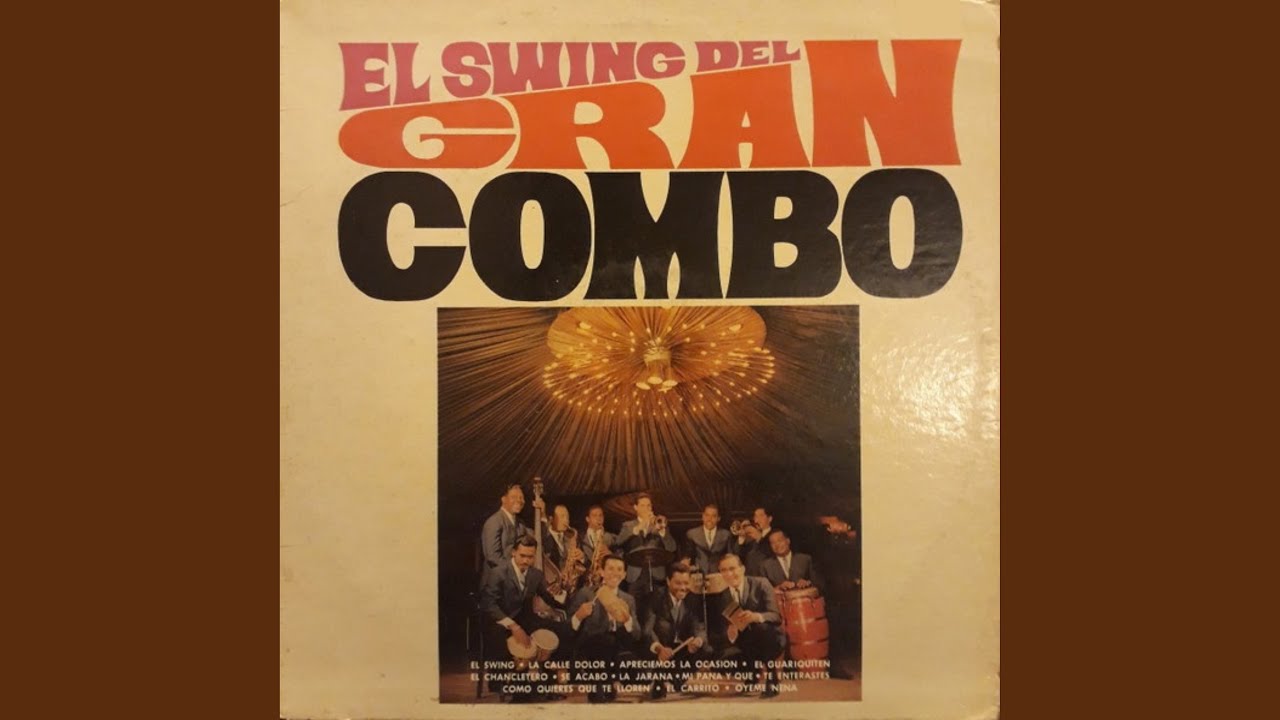 EL SWING DEL
GRAN
COMBO
EL SWING • LA CALLE DOLOR • APRECIEMOS LA OCASION • EL GUARIQUITEN
EL CHANCLETERO • SE ACABO • LA JARANA • MI PANA Y QUE • TE ENTERASTES
COMO QUIERES QUE TE LLOREN • EL CARRITO • OYEME NENA